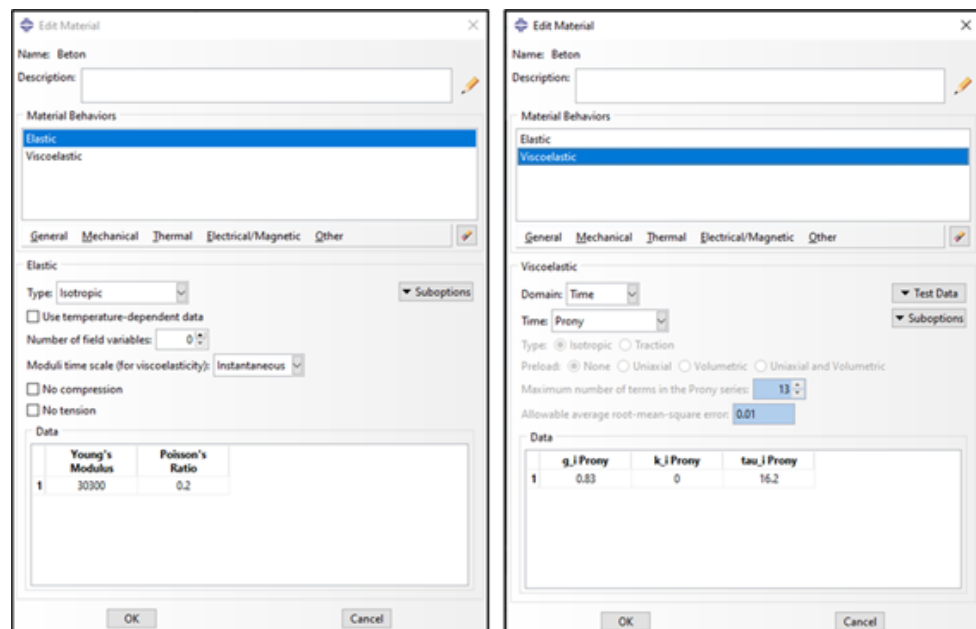 Edit Material
Name: Beton
Description:
Material Behaviors
Elastic
Viscoelastic
General Mechanical Thermal Electrical/Magnetic Other
Elastic
Type: Isotropic
Suboptions
Use temperature-dependent data
Number of field variables: 0
Moduli time scale (for viscoelasticity): Instantaneous
No compression
No tension
Data
Young's Modulus Poisson's Ratio
1 30300 0.2
OK Cancel
Edit Material
Name: Beton
Description:
Material Behaviors
Elastic
Viscoelastic
General Mechanical Thermal Electrical/Magnetic Other
Viscoelastic
Domain: Time
Test Data
Time: Prony
Suboptions
Type: Isotropic Traction
Preload: None Uniaxial Volumetric Uniaxial and Volumetric
Maximum number of terms in the Prony series: 13
Allowable average root-mean-square error: 0.01
Data
g_i Prony k_i Prony tau_i Prony
1 0.83 0 16.2
OK Cancel